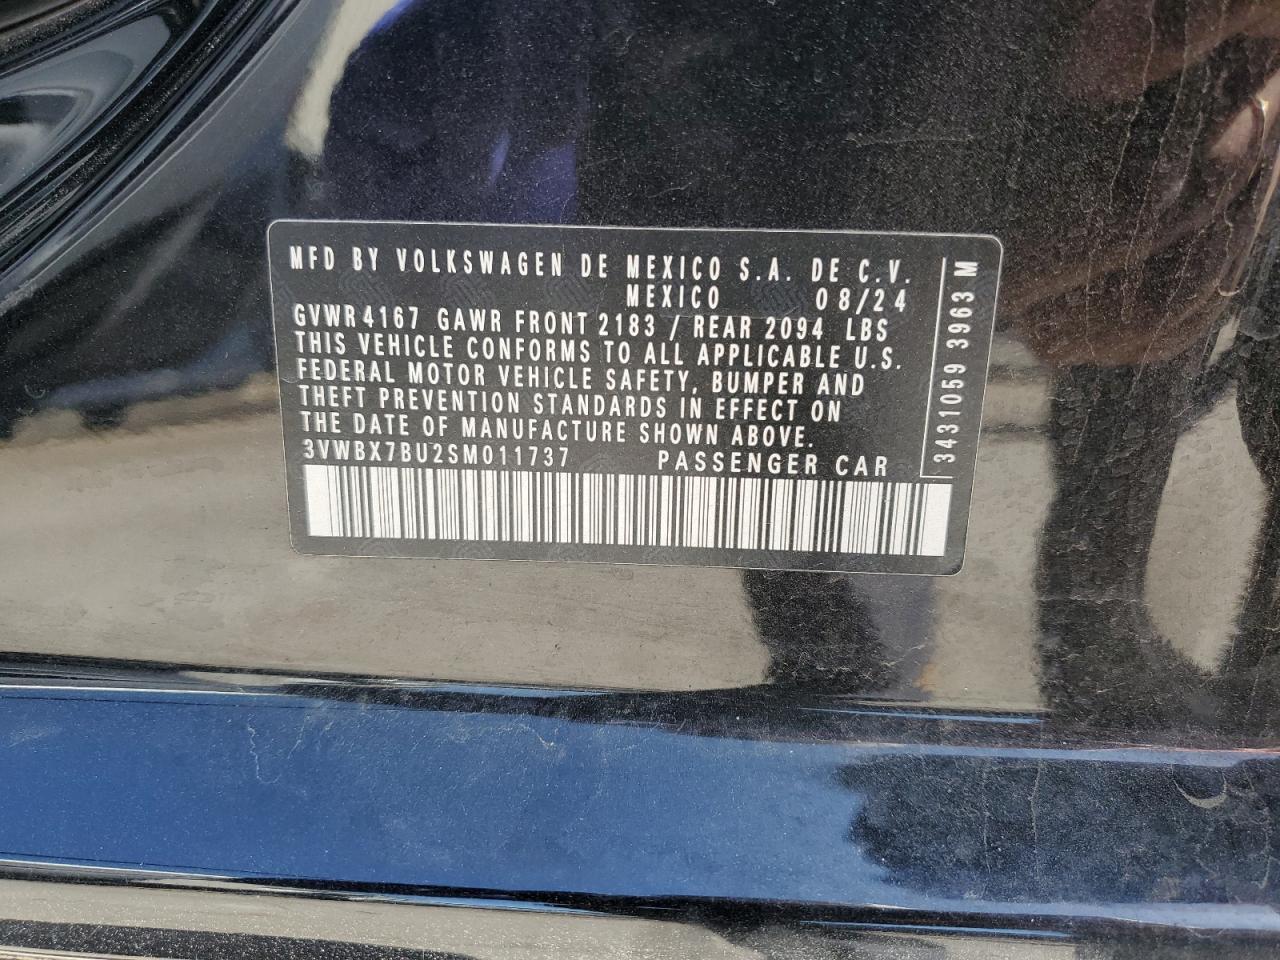 MFD BY VOLKSWAGEN DE MEXICO S.A. DE C.V.
MEXICO 08/24
GVWR 4167 GAWR FRONT 2183 / REAR 2094 LBS
THIS VEHICLE CONFORMS TO ALL APPLICABLE U.S.
FEDERAL MOTOR VEHICLE SAFETY, BUMPER AND
THEFT PREVENTION STANDARDS IN EFFECT ON
THE DATE OF MANUFACTURE SHOWN ABOVE.
3VWBX7BU2SM011737 PASSENGER CAR
3431059 3963 M